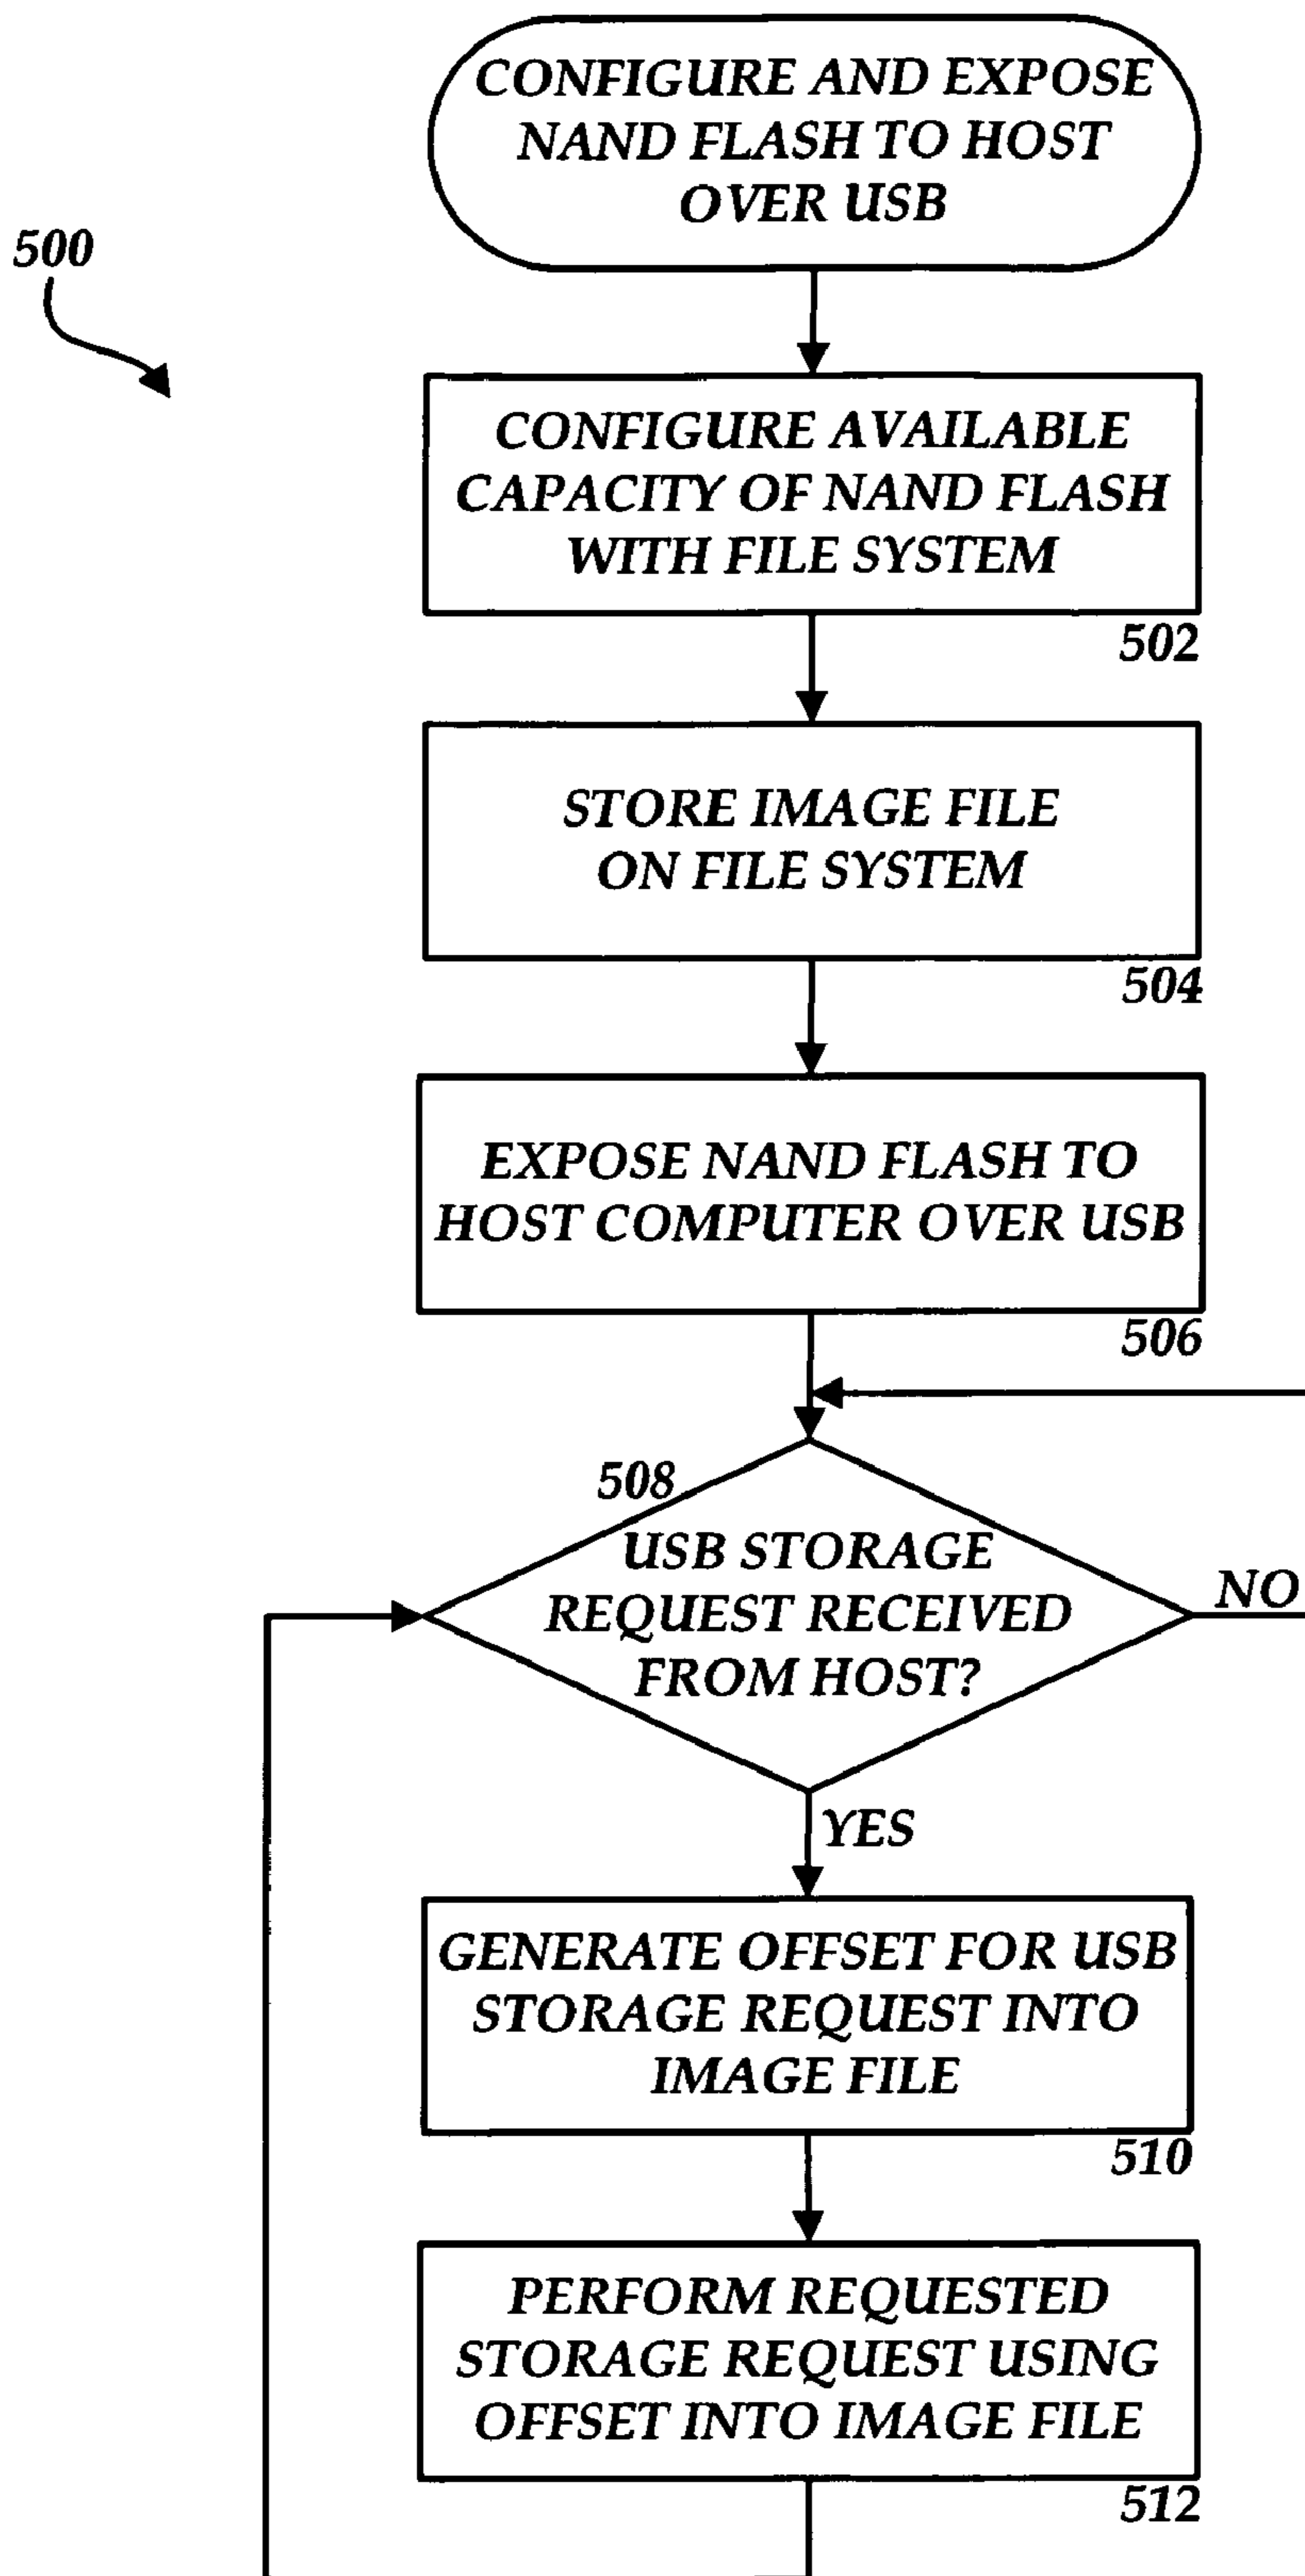 CONFIGURE AND EXPOSE
NAND FLASH TO HOST
OVER USB
500
CONFIGURE AVAILABLE
CAPACITY OF NAND FLASH
WITH FILE SYSTEM
502
STORE IMAGE FILE
ON FILE SYSTEM
504
EXPOSE NAND FLASH TO
HOST COMPUTER OVER USB
506
508
USB STORAGE
REQUEST RECEIVED
FROM HOST?
NO
YES
GENERATE OFFSET FOR USB
STORAGE REQUEST INTO
IMAGE FILE
510
PERFORM REQUESTED
STORAGE REQUEST USING
OFFSET INTO IMAGE FILE
512